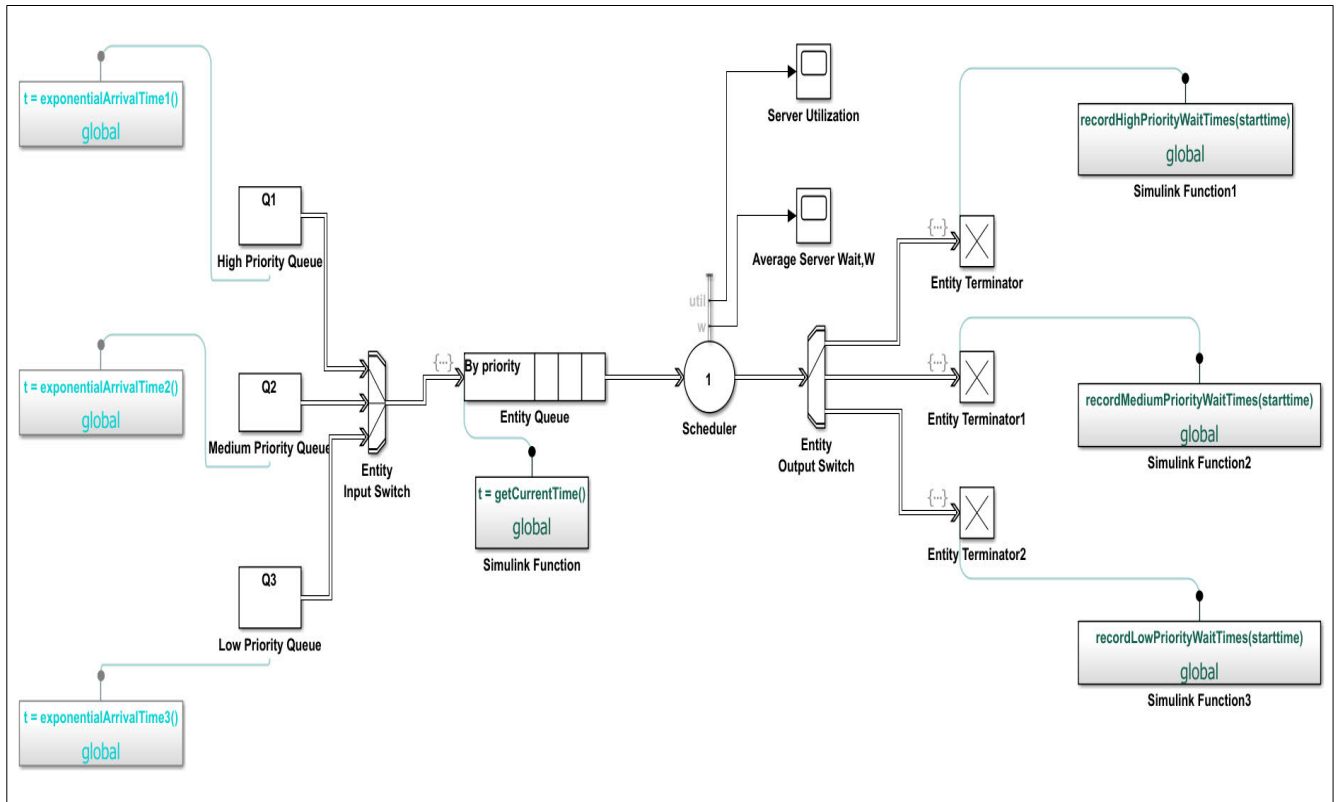 t = exponentialArrivalTime1()
global
Q1
High Priority Queue
t = exponentialArrivalTime2()
global
Q2
Medium Priority Queue
t = exponentialArrivalTime3()
global
Q3
Low Priority Queue
Entity
Input Switch
{...}
By priority
Entity Queue
t = getCurrentTime()
global
Simulink Function
Server Utilization
Average Server Wait,W
util
w
1
Scheduler
Entity
Output Switch
{...}
Entity Terminator
{...}
Entity Terminator1
{...}
Entity Terminator2
recordHighPriorityWaitTimes(starttime)
global
Simulink Function1
recordMediumPriorityWaitTimes(starttime)
global
Simulink Function2
recordLowPriorityWaitTimes(starttime)
global
Simulink Function3